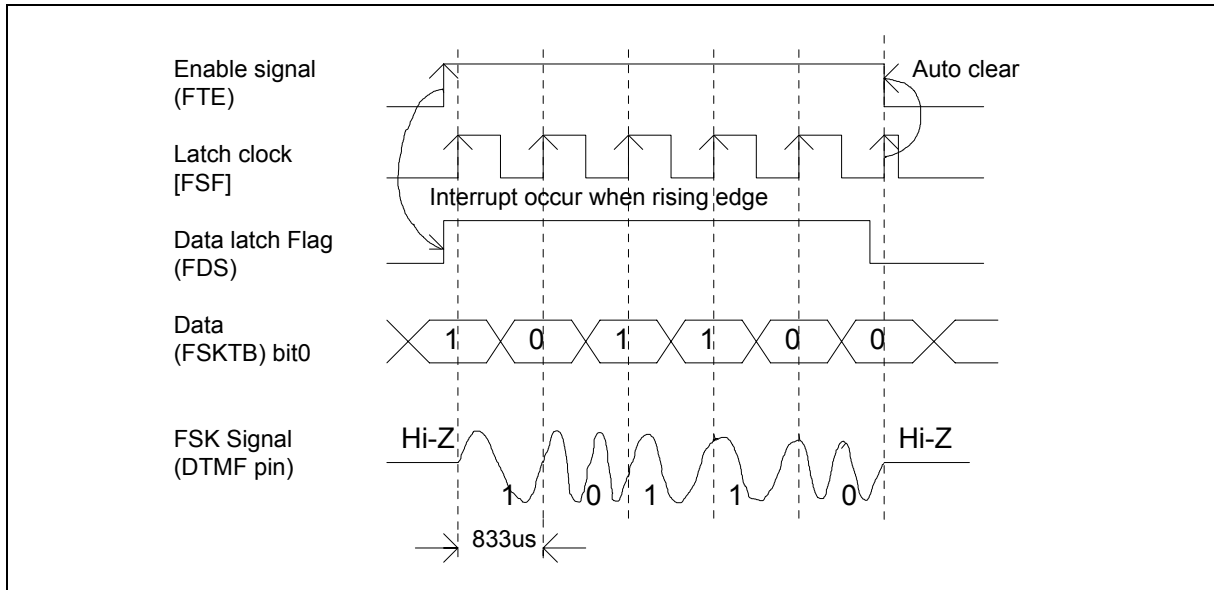 Enable signal
(FTE)
Auto clear
Latch clock
[FSF]
Interrupt occur when rising edge
Data latch Flag
(FDS)
Data
(FSKTB) bit0
1 0 1 1 0 0
FSK Signal
(DTMF pin)
Hi-Z
Hi-Z
1 0 1 1 0
833us